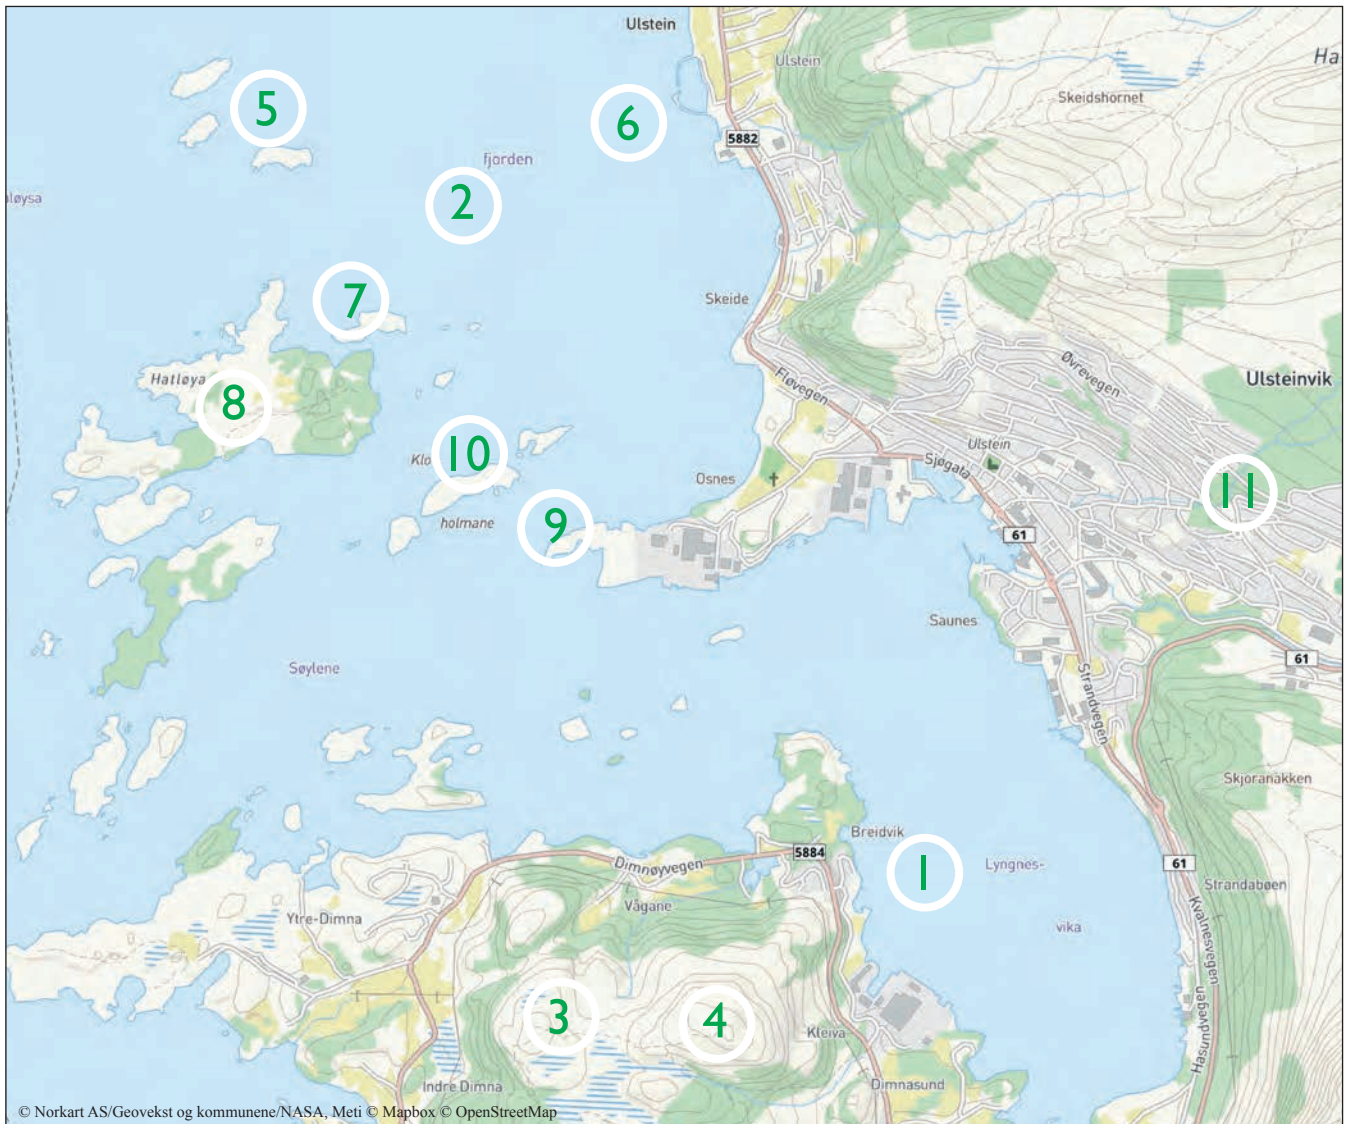 Ulstein
Ha
Ulstein
Skeidshornet
5
6
5882
fjorden
2
7
Skeide
Hatløya
8
Fløvegen
Øvrevegen
Ulsteinvik
10
Ulstein
Sjøgata
Osnes
11
holmane
9
61
Saunes
61
Søylene
Strandvegen
Skjoranakken
Breidvik
5884
Dimnøyvegen
1
Lyngnes-
61
Strandabøen
Vågane
Ytre-Dimna
vika
Kvalnesvegen
3
4
Kleiva
Hasundvegen
Indre Dimna
Dimnasund
© Norkart AS/Geovekst og kommunene/NASA, Meti © Mapbox © OpenStreetMap